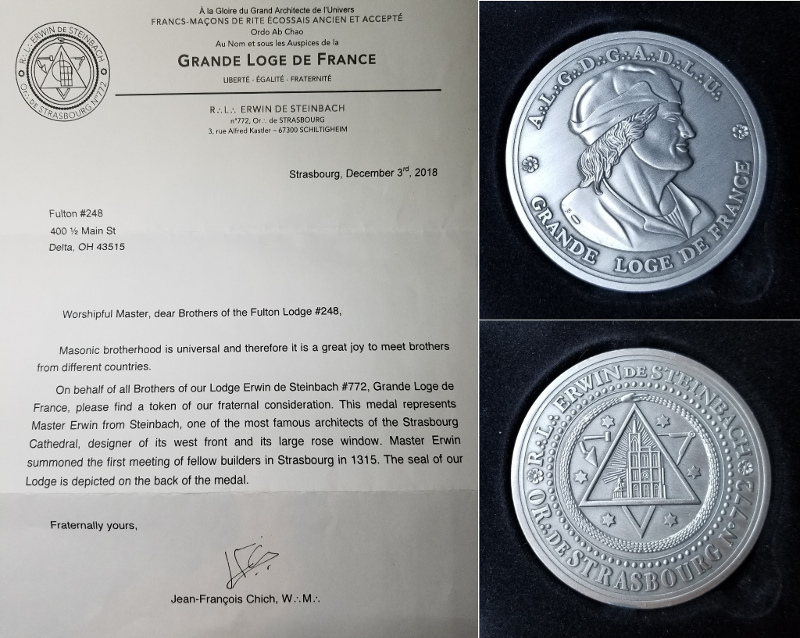 À la Gloire du Grand Architecte de l'Univers
FRANCS-MAÇONS DE RITE ÉCOSSAIS ANCIEN ET ACCEPTÉ
Ordo Ab Chao
Au Nom et sous les Auspices de la
GRANDE LOGE DE FRANCE
LIBERTÉ - ÉGALITÉ - FRATERNITÉ
R∴L∴ ERWIN DE STEINBACH
Or∴ DE STRASBOURG N°772
R∴L∴ ERWIN DE STEINBACH
n°772, Or∴ de STRASBOURG
3, rue Alfred Kastler – 67300 SCHILTIGHEIM
Strasbourg, December 3rd, 2018
Fulton #248
400 ½ Main St
Delta, OH 43515
Worshipful Master, dear Brothers of the Fulton Lodge #248,
Masonic brotherhood is universal and therefore it is a great joy to meet brothers
from different countries.
On behalf of all Brothers of our Lodge Erwin de Steinbach #772, Grande Loge de
France, please find a token of our fraternal consideration. This medal represents
Master Erwin from Steinbach, one of the most famous architects of the Strasbourg
Cathedral, designer of its west front and its large rose window. Master Erwin
summoned the first meeting of fellow builders in Strasbourg in 1315. The seal of our
Lodge is depicted on the back of the medal.
Fraternally yours,
Jean-François Chich, W∴M∴
A∴L∴G∴D∴G∴A∴D∴L∴U∴
GRANDE LOGE DE FRANCE
R∴L∴ ERWIN DE STEINBACH
OR∴ DE STRASBOURG N° 772